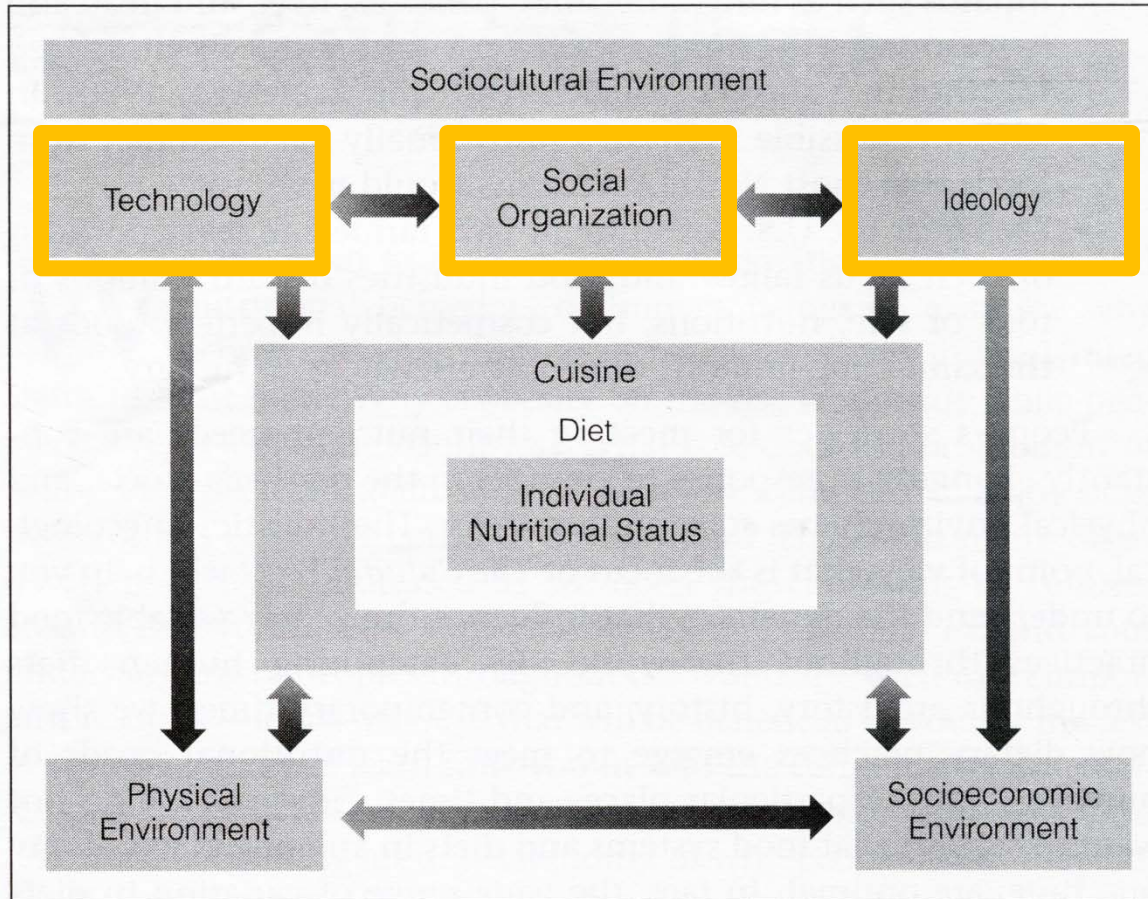 Sociocultural Environment
Technology
Social
Organization
Ideology
Cuisine
Diet
Individual
Nutritional Status
Physical
Environment
Socioeconomic
Environment